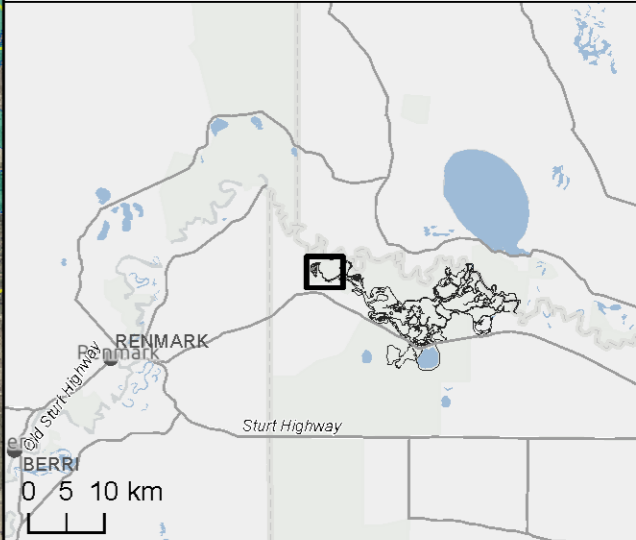 RENMARK
Renmark
Old Sturt Highway
Sturt Highway
BERRI
0 5 10 km